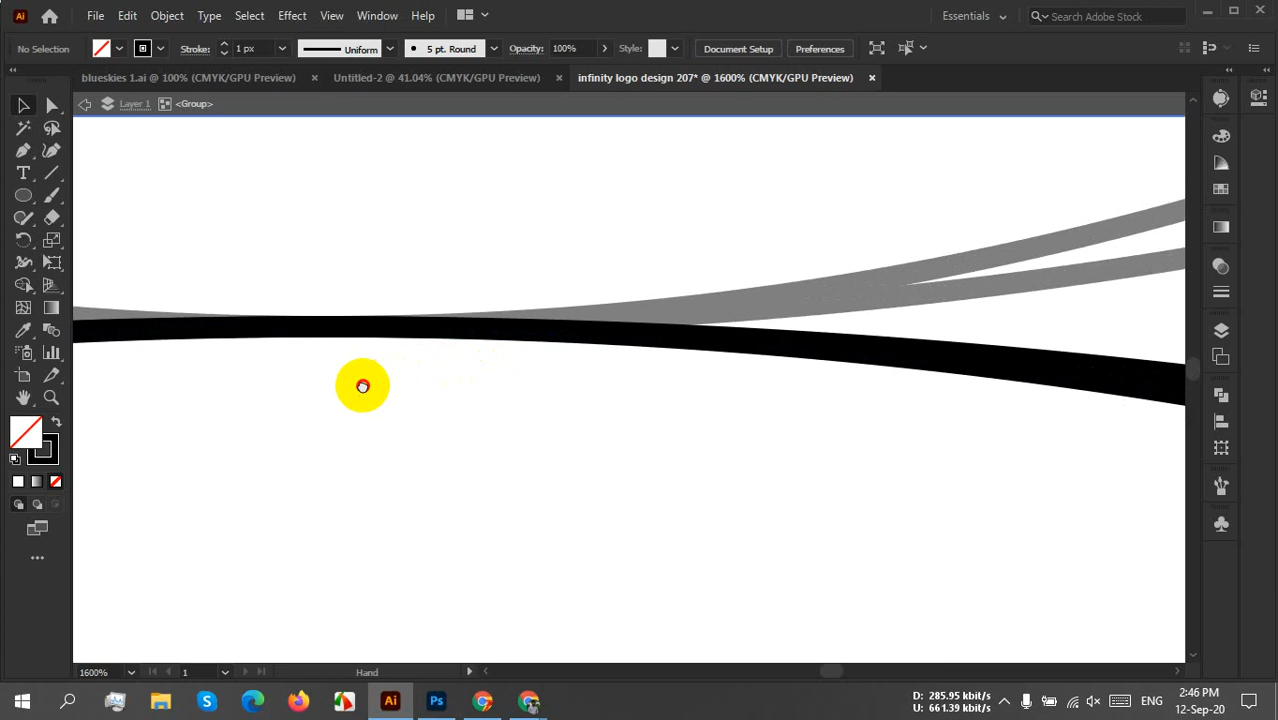 Ai File Edit Object Type Select Effect View Window Help Essentials Search Adobe Stock
No Selection Stroke: 1 px Uniform 5 pt. Round Opacity: 100% Style: Document Setup Preferences
blueskies 1.ai @ 100% (CMYK/GPU Preview) × Untitled-2 @ 41.04% (CMYK/GPU Preview) × infinity logo design 207* @ 1600% (CMYK/GPU Preview) ×
Layer 1 <Group>
1600% 1 Hand
Ai Ps D: 285.95 kbit/s U: 661.39 kbit/s ENG 2:46 PM 12-Sep-20